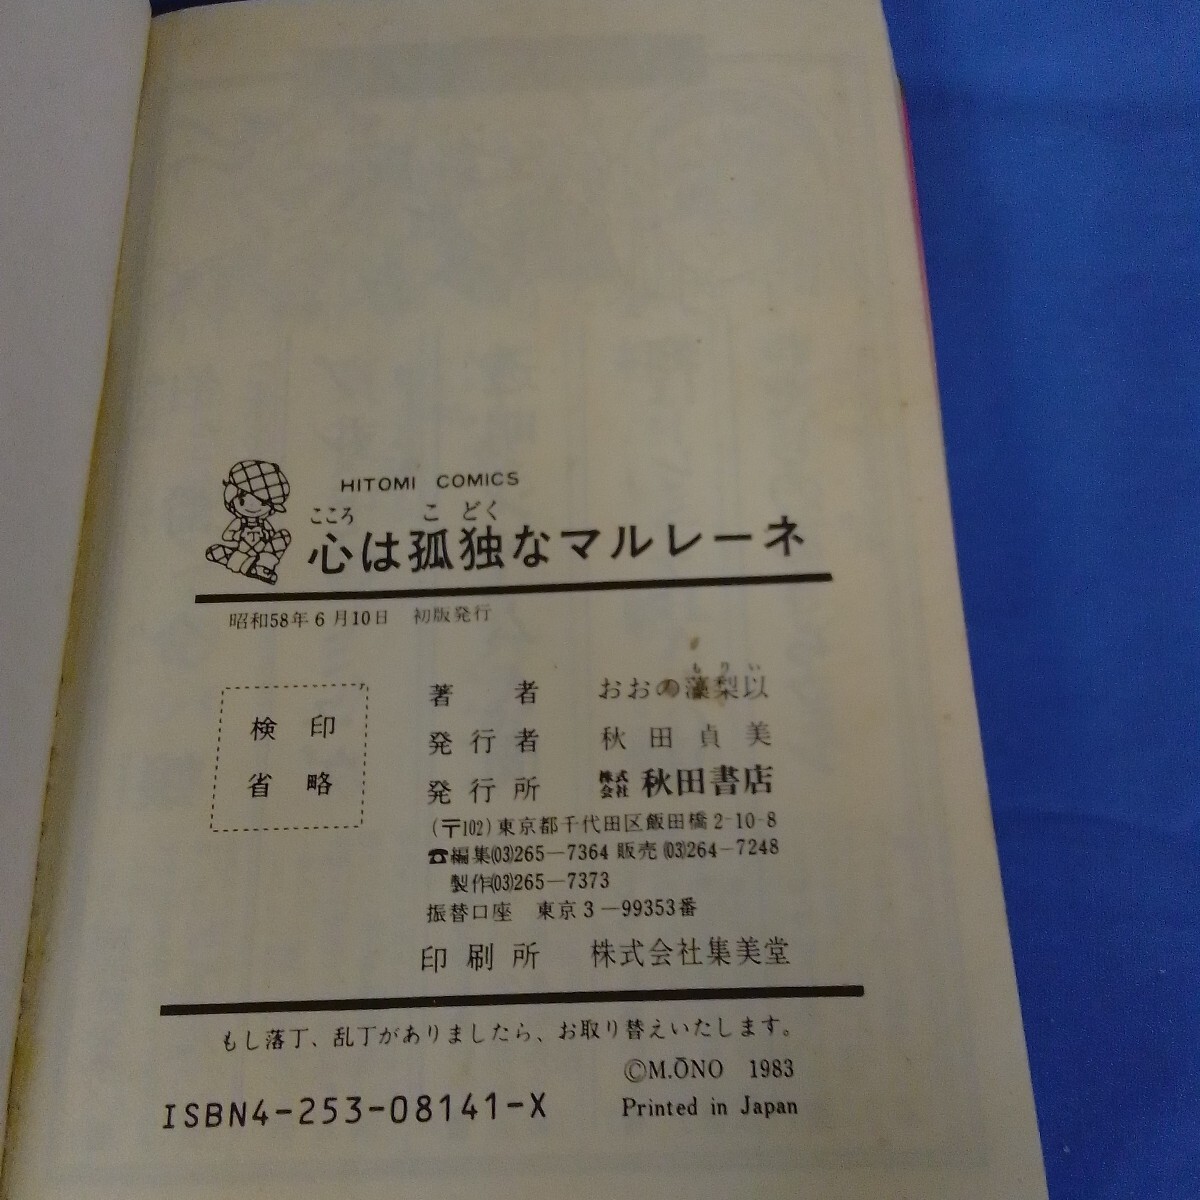 HITOMI COMICS
こころ こどく
心は孤独なマルレーネ
昭和58年6月10日 初版発行
検印
省略
もりい
著者 おおの藻梨以
発行者 秋田貞美
発行所 株式会社 秋田書店
(〒102)東京都千代田区飯田橋2-10-8
☎編集(03)265-7364 販売(03)264-7248
製作(03)265-7373
振替口座 東京3-99353番
印刷所 株式会社集美堂
もし落丁、乱丁がありましたら、お取り替えいたします。
©M.ŌNO 1983
ISBN4-253-08141-X
Printed in Japan